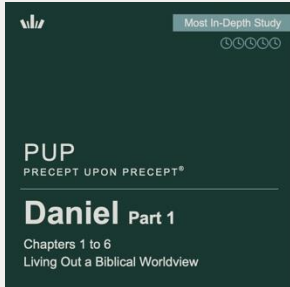 Most In-Depth Study
PUP
PRECEPT UPON PRECEPT®
Daniel Part 1
Chapters 1 to 6
Living Out a Biblical Worldview